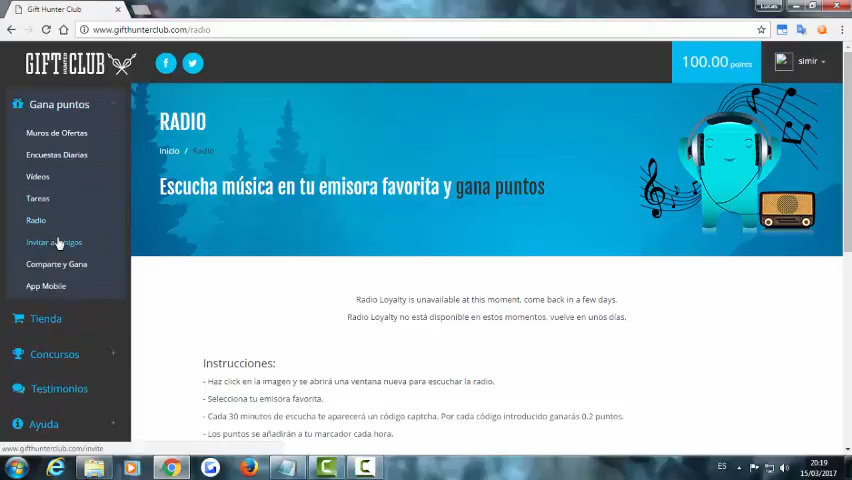 Gift Hunter Club
Lucas
www.gifthunterclub.com/radio
GIFT HUNTER CLUB
100.00 points
simir
Gana puntos
Muros de Ofertas
Encuestas Diarias
Vídeos
Tareas
Radio
Invitar a amigos
Comparte y Gana
App Mobile
Tienda
Concursos
Testimonios
Ayuda
RADIO
Inicio / Radio
Escucha música en tu emisora favorita y gana puntos
Radio Loyalty is unavailable at this moment, come back in a few days.
Radio Loyalty no está disponible en estos momentos, vuelve en unos días.
Instrucciones:
- Haz click en la imagen y se abrirá una ventana nueva para escuchar la radio.
- Selecciona tu emisora favorita.
- Cada 30 minutos de escucha te aparecerá un código captcha. Por cada código introducido ganarás 0.2 puntos.
- Los puntos se añadirán a tu marcador cada hora.
www.gifthunterclub.com/invite
ES
20:19
15/03/2017